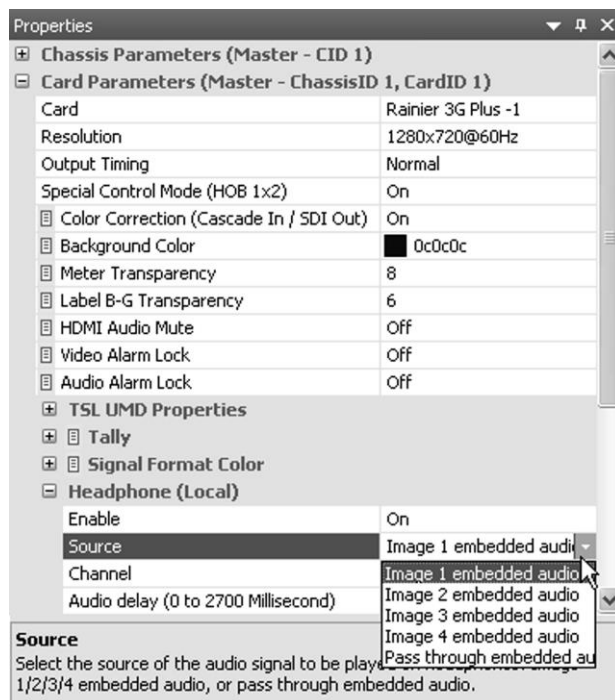 Properties
Chassis Parameters (Master - CID 1)
Card Parameters (Master - ChassisID 1, CardID 1)
Card Rainier 3G Plus -1
Resolution 1280x720@60Hz
Output Timing Normal
Special Control Mode (HOB 1x2) On
Color Correction (Cascade In / SDI Out) On
Background Color 0c0c0c
Meter Transparency 8
Label B-G Transparency 6
HDMI Audio Mute Off
Video Alarm Lock Off
Audio Alarm Lock Off
TSL UMD Properties
Tally
Signal Format Color
Headphone (Local)
Enable On
Source Image 1 embedded audi
Channel Image 1 embedded audio
Image 2 embedded audio
Audio delay (0 to 2700 Millisecond) Image 3 embedded audio
Image 4 embedded audio
Pass through embedded au
Source
Select the source of the audio signal to be play
1/2/3/4 embedded audio, or pass through embedded audio.